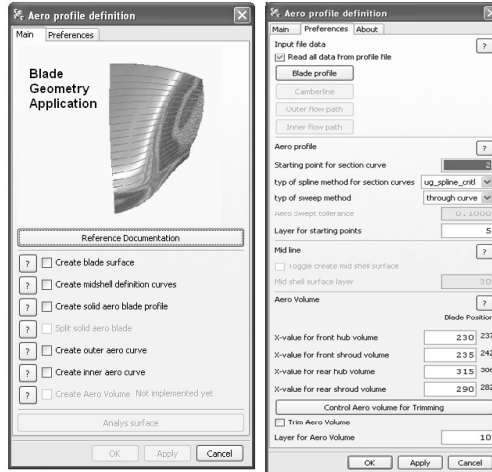 Aero profile definition
Main Preferences
Blade
Geometry
Application
Reference Documentation
? Create blade surface
? Create midshell definition curves
? Create solid aero blade profile
? Split solid aero blade
? Create outer aero curve
? Create inner aero curve
? Create Aero Volume Not implemented yet
Analys surface
OK Apply Cancel
Aero profile definition
Main Preferences About
Input file data ?
Read all data from profile file
Blade profile
Camberline
Outer flow path
Inner flow path
Aero profile ?
Starting point for section curve 2
typ of spline method for section curves ug_spline_cntl
typ of sweep method through curve
Aero Swept tollerance 0.1000
Layer for starting points 5
Mid line ?
Toggle create mid shell surface
Mid shell surface layer 30
Aero Volume ?
Blade Position
X-value for front hub volume 230 237
X-value for front shroud volume 235 242
X-value for rear hub volume 315 306
X-value for rear shroud volume 290 282
Control Aero volume for Trimming
Trim Aero Volume
Layer for Aero Volume 10
OK Apply Cancel